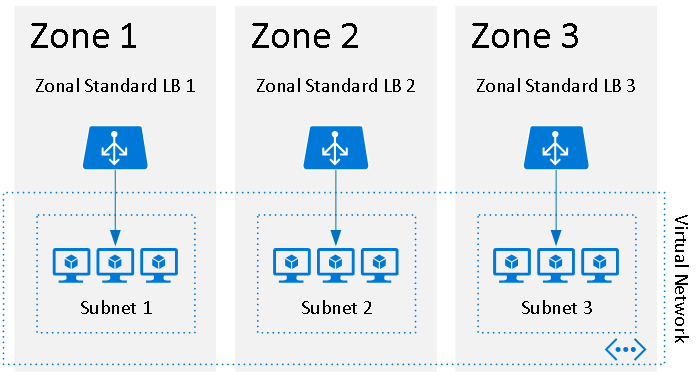 Zone 1
Zonal Standard LB 1
Subnet 1
Zone 2
Zonal Standard LB 2
Subnet 2
Zone 3
Zonal Standard LB 3
Subnet 3
Virtual Network